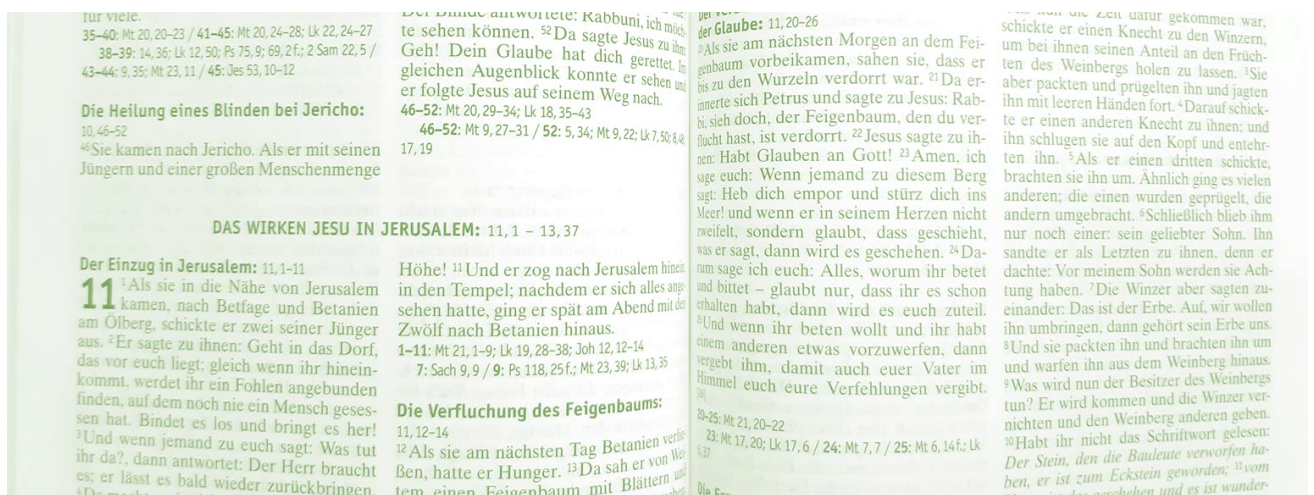 für viele.
35–40: Mt 20,20–23 / 41–45: Mt 20,24–28; Lk 22,24–27
38–39: 14,36; Lk 12,50; Ps 75,9; 69,2 f.; 2 Sam 22,5 /
43–44: 9,35; Mt 23,11 / 45: Jes 53,10–12
Die Heilung eines Blinden bei Jericho:
10,46–52
⁴⁶Sie kamen nach Jericho. Als er mit seinen
Jüngern und einer großen Menschenmenge
Der Blinde antwortete: Rabbuni, ich möch-
te sehen können. ⁵²Da sagte Jesus zu ihm:
Geh! Dein Glaube hat dich gerettet. Im
gleichen Augenblick konnte er sehen und
er folgte Jesus auf seinem Weg nach.
46–52: Mt 20,29–34; Lk 18,35–43
46–52: Mt 9,27–31 / 52: 5,34; Mt 9,22; Lk 7,50; 8,48;
17,19
DAS WIRKEN JESU IN JERUSALEM: 11,1 – 13,37
Der Einzug in Jerusalem: 11,1–11
11 ¹Als sie in die Nähe von Jerusalem
kamen, nach Betfage und Betanien
am Ölberg, schickte er zwei seiner Jünger
aus. ²Er sagte zu ihnen: Geht in das Dorf,
das vor euch liegt; gleich wenn ihr hinein-
kommt, werdet ihr ein Fohlen angebunden
finden, auf dem noch nie ein Mensch geses-
sen hat. Bindet es los und bringt es her!
³Und wenn jemand zu euch sagt: Was tut
ihr da?, dann antwortet: Der Herr braucht
es; er lässt es bald wieder zurückbringen.
Höhe! ¹¹Und er zog nach Jerusalem hinein,
in den Tempel; nachdem er sich alles ange-
sehen hatte, ging er spät am Abend mit den
Zwölf nach Betanien hinaus.
1–11: Mt 21,1–9; Lk 19,28–38; Joh 12,12–14
7: Sach 9,9 / 9: Ps 118,25 f.; Mt 23,39; Lk 13,35
Die Verfluchung des Feigenbaums:
11,12–14
¹²Als sie am nächsten Tag Betanien verlie-
ßen, hatte er Hunger. ¹³Da sah er von Wei-
tem einen Feigenbaum mit Blättern und
der Glaube: 11,20–26
²⁰Als sie am nächsten Morgen an dem Fei-
genbaum vorbeikamen, sahen sie, dass er
bis zu den Wurzeln verdorrt war. ²¹Da er-
innerte sich Petrus und sagte zu Jesus: Rab-
bi, sieh doch, der Feigenbaum, den du ver-
flucht hast, ist verdorrt. ²²Jesus sagte zu ih-
nen: Habt Glauben an Gott! ²³Amen, ich
sage euch: Wenn jemand zu diesem Berg
sagt: Heb dich empor und stürz dich ins
Meer! und wenn er in seinem Herzen nicht
zweifelt, sondern glaubt, dass geschieht,
was er sagt, dann wird es geschehen. ²⁴Da-
rum sage ich euch: Alles, worum ihr betet
und bittet – glaubt nur, dass ihr es schon
erhalten habt, dann wird es euch zuteil.
²⁵Und wenn ihr beten wollt und ihr habt
einem anderen etwas vorzuwerfen, dann
vergebt ihm, damit auch euer Vater im
Himmel euch eure Verfehlungen vergibt.
20–25: Mt 21,20–22
23: Mt 17,20; Lk 17,6 / 24: Mt 7,7 / 25: Mt 6,14 f.; Lk
6,37
die Zeit dafür gekommen war,
schickte er einen Knecht zu den Winzern,
um bei ihnen seinen Anteil an den Früch-
ten des Weinbergs holen zu lassen. ³Sie
aber packten und prügelten ihn und jagten
ihn mit leeren Händen fort. ⁴Darauf schick-
te er einen anderen Knecht zu ihnen; und
ihn schlugen sie auf den Kopf und entehr-
ten ihn. ⁵Als er einen dritten schickte,
brachten sie ihn um. Ähnlich ging es vielen
anderen; die einen wurden geprügelt, die
andern umgebracht. ⁶Schließlich blieb ihm
nur noch einer: sein geliebter Sohn. Ihn
sandte er als Letzten zu ihnen, denn er
dachte: Vor meinem Sohn werden sie Ach-
tung haben. ⁷Die Winzer aber sagten zu-
einander: Das ist der Erbe. Auf, wir wollen
ihn umbringen, dann gehört sein Erbe uns.
⁸Und sie packten ihn und brachten ihn um
und warfen ihn aus dem Weinberg hinaus.
⁹Was wird nun der Besitzer des Weinbergs
tun? Er wird kommen und die Winzer ver-
nichten und den Weinberg anderen geben.
¹⁰Habt ihr nicht das Schriftwort gelesen:
Der Stein, den die Bauleute verworfen ha-
ben, er ist zum Eckstein geworden; ¹¹vom
geschehen und es ist wunder-